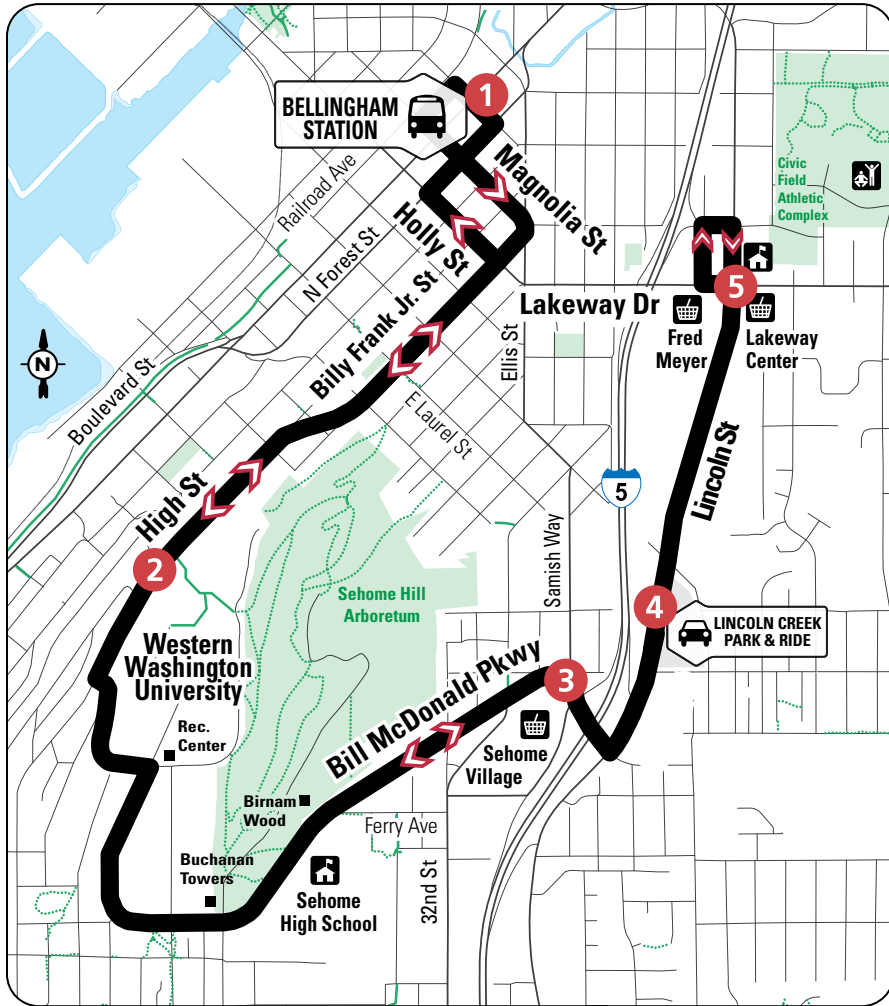 BELLINGHAM
STATION
1
Railroad Ave
Magnolia St
Holly St
N Forest St
Billy Frank Jr. St
Civic
Field
Athletic
Complex
Lakeway Dr
5
Fred
Meyer
Lakeway
Center
Ellis St
N
Boulevard St
E Laurel St
Lincoln St
5
High St
2
Samish Way
Sehome Hill
Arboretum
4
LINCOLN CREEK
PARK & RIDE
Western
Washington
University
Bill McDonald Pkwy
3
Rec.
Center
Sehome
Village
Birnam
Wood
Ferry Ave
Buchanan
Towers
32nd St
Sehome
High School